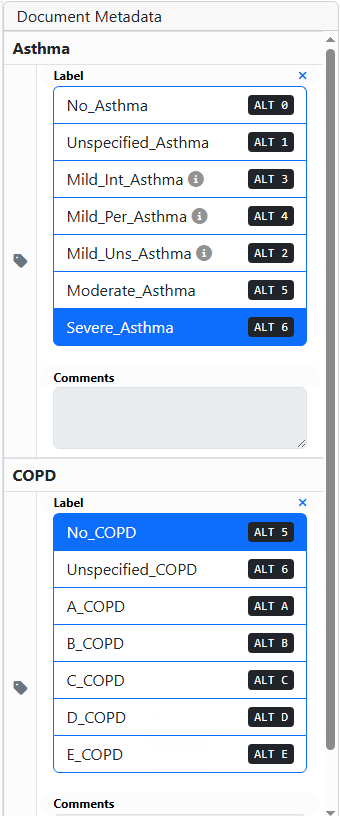 Document Metadata
Asthma
Label ×
No_Asthma ALT 0
Unspecified_Asthma ALT 1
Mild_Int_Asthma i ALT 3
Mild_Per_Asthma i ALT 4
Mild_Uns_Asthma i ALT 2
Moderate_Asthma ALT 5
Severe_Asthma ALT 6
Comments
COPD
Label ×
No_COPD ALT 5
Unspecified_COPD ALT 6
A_COPD ALT A
B_COPD ALT B
C_COPD ALT C
D_COPD ALT D
E_COPD ALT E
Comments